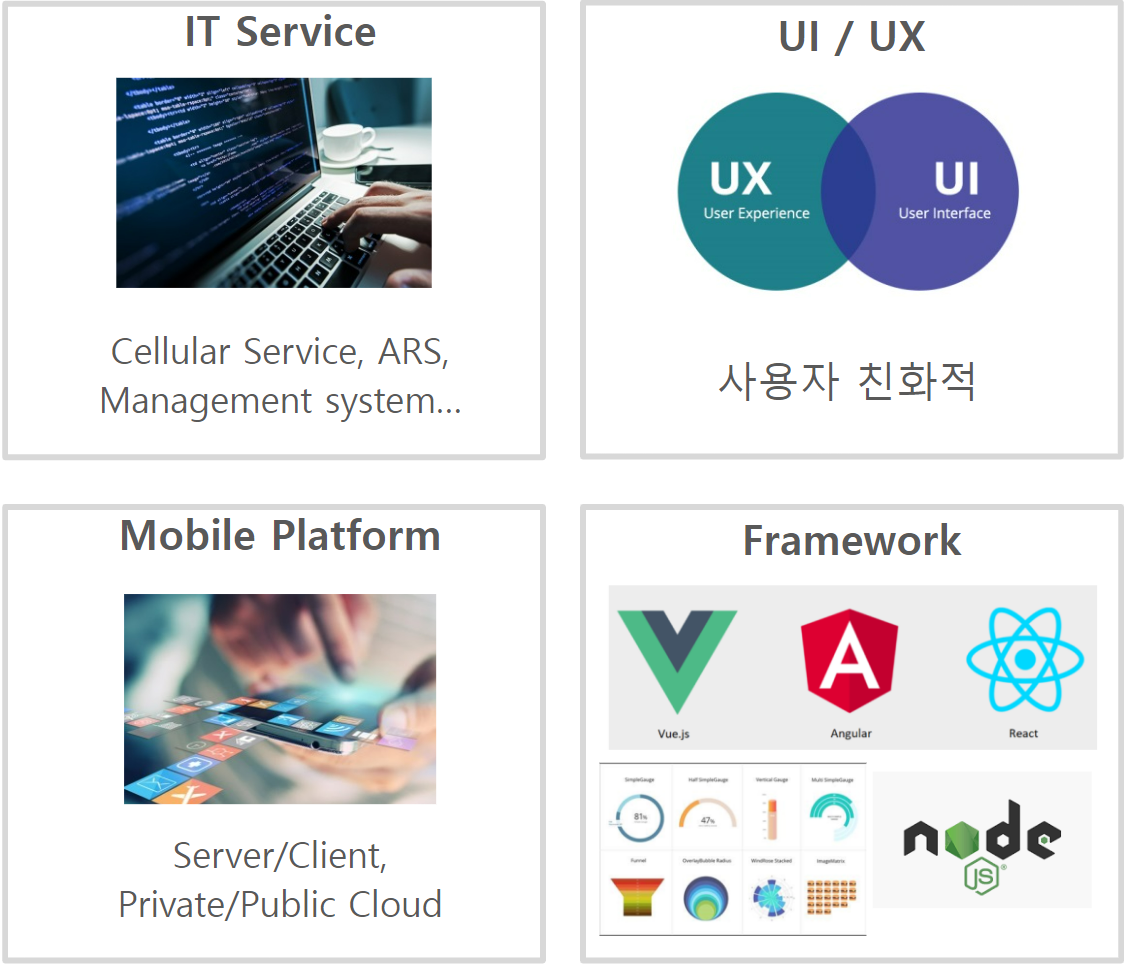 IT Service
Cellular Service, ARS,
Management system...
UI / UX
UX
User Experience
UI
User Interface
사용자 친화적
Mobile Platform
Server/Client,
Private/Public Cloud
Framework
Vue.js
Angular
React
SimpleGauge
Half SimpleGauge
Vertical Gauge
Multi SimpleGauge
81%
47%
Funnel
OverlayBubble Radius
WindRose Stacked
ImageMatrix
node
JS